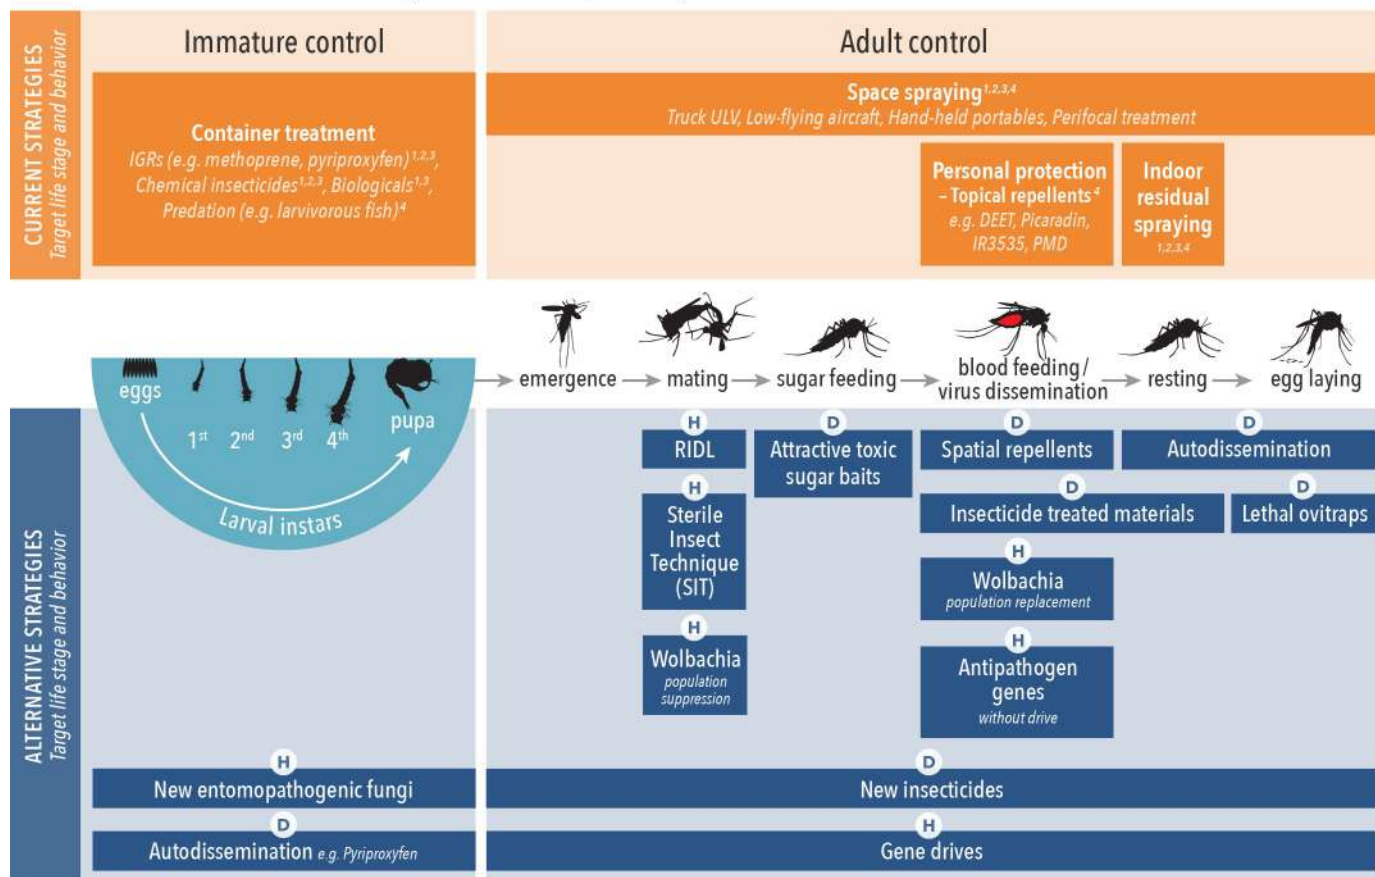 CURRENT STRATEGIES
Target life stage and behavior
Immature control
Adult control
Container treatment
IGRs (e.g. methoprene, pyriproxyfen)1,2,3,
Chemical insecticides1,2,3, Biologicals1,3,
Predation (e.g. larvivorous fish)4
Space spraying1,2,3,4
Truck ULV, Low-flying aircraft, Hand-held portables, Perifocal treatment
Personal protection
– Topical repellents4
e.g. DEET, Picaradin,
IR3535, PMD
Indoor
residual
spraying
1,2,3,4
eggs
1st
2nd
3rd
4th
pupa
Larval instars
emergence
mating
sugar feeding
blood feeding/
virus dissemination
resting
egg laying
ALTERNATIVE STRATEGIES
Target life stage and behavior
H
RIDL
H
Sterile
Insect
Technique
(SIT)
H
Wolbachia
population
suppression
D
Attractive toxic
sugar baits
D
Spatial repellents
D
Autodissemination
D
Insecticide treated materials
D
Lethal ovitraps
H
Wolbachia
population replacement
H
Antipathogen
genes
without drive
H
New entomopathogenic fungi
D
New insecticides
D
Autodissemination e.g. Pyriproxyfen
H
Gene drives